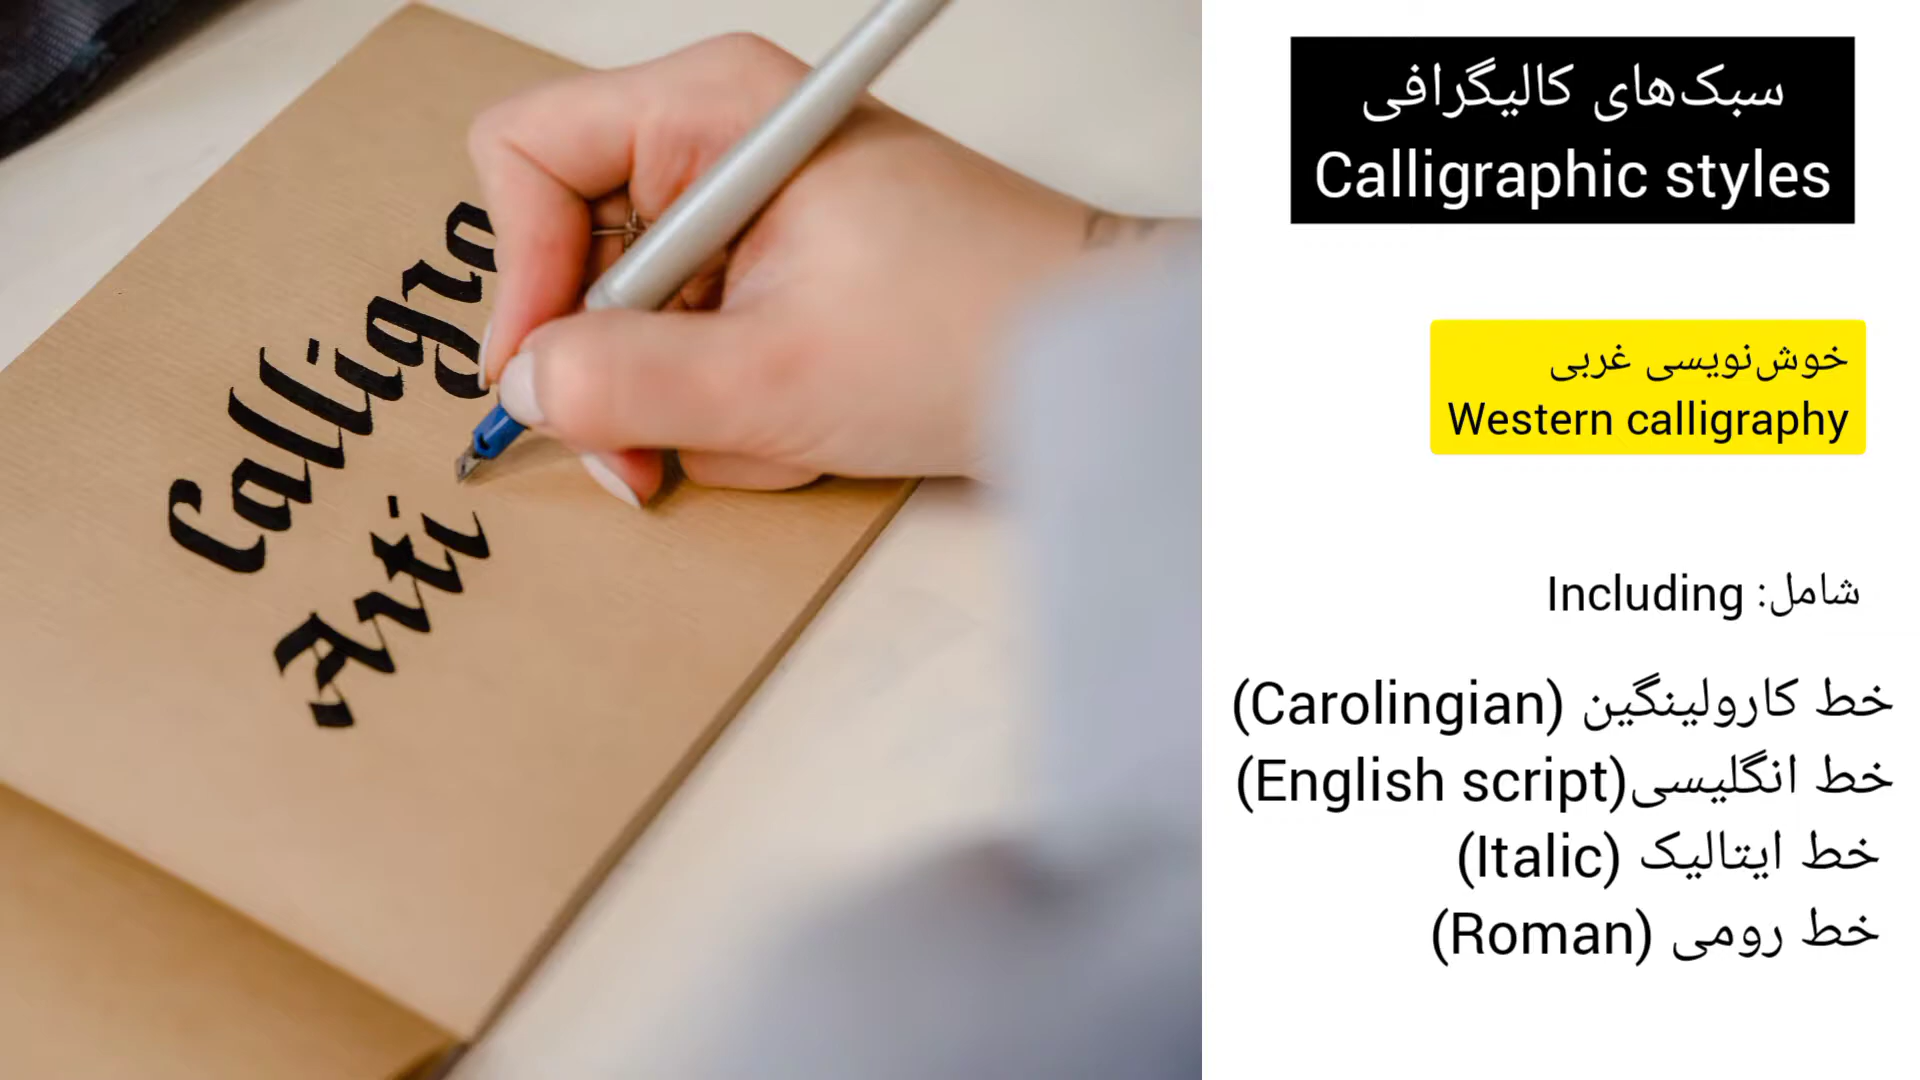 سبک‌های کالیگرافی
Calligraphic styles
خوش‌نویسی غربی
Western calligraphy
شامل: Including
خط کارولینگین (Carolingian)
خط انگلیسی(English script)
خط ایتالیک (Italic)
خط رومی (Roman)
Calligra
Arti